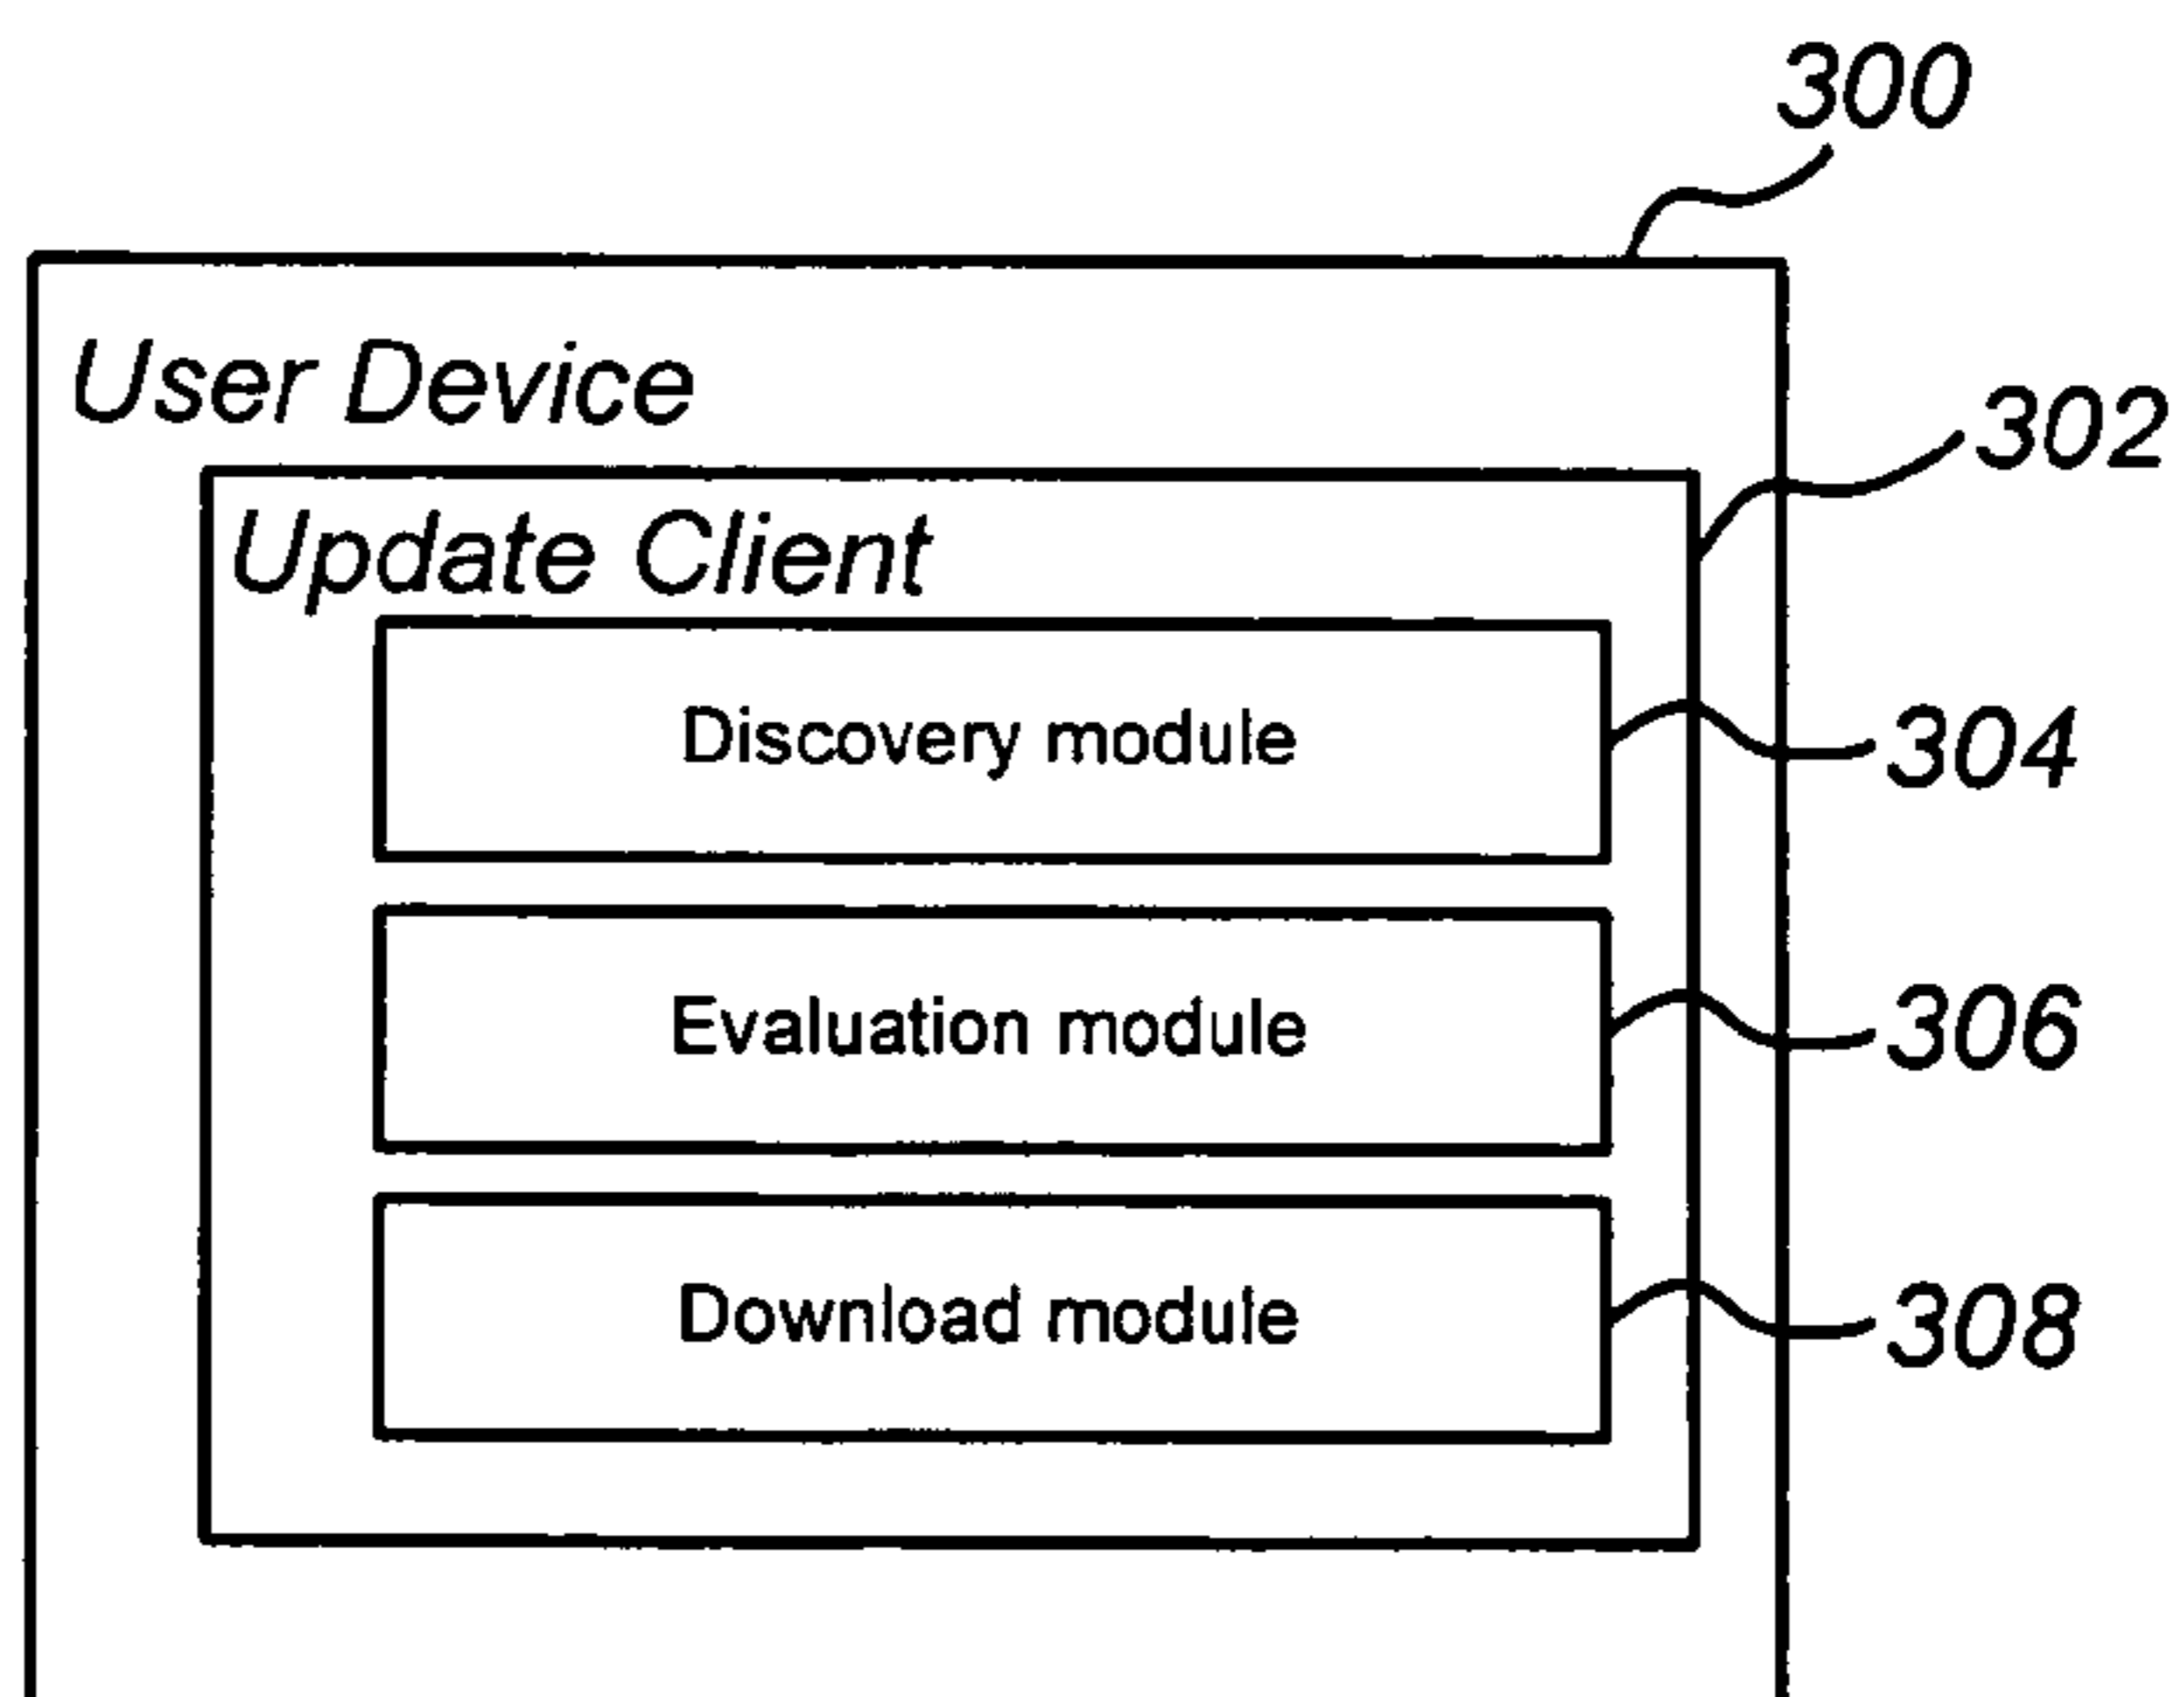 300
User Device
302
Update Client
Discovery module
304
Evaluation module
306
Download module
308